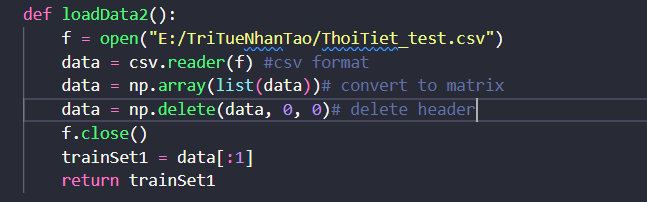 def loadData2():
    f = open("E:/TriTueNhanTao/ThoiTiet_test.csv")
    data = csv.reader(f) #csv format
    data = np.array(list(data))# convert to matrix
    data = np.delete(data, 0, 0)# delete header
    f.close()
    trainSet1 = data[:1]
    return trainSet1